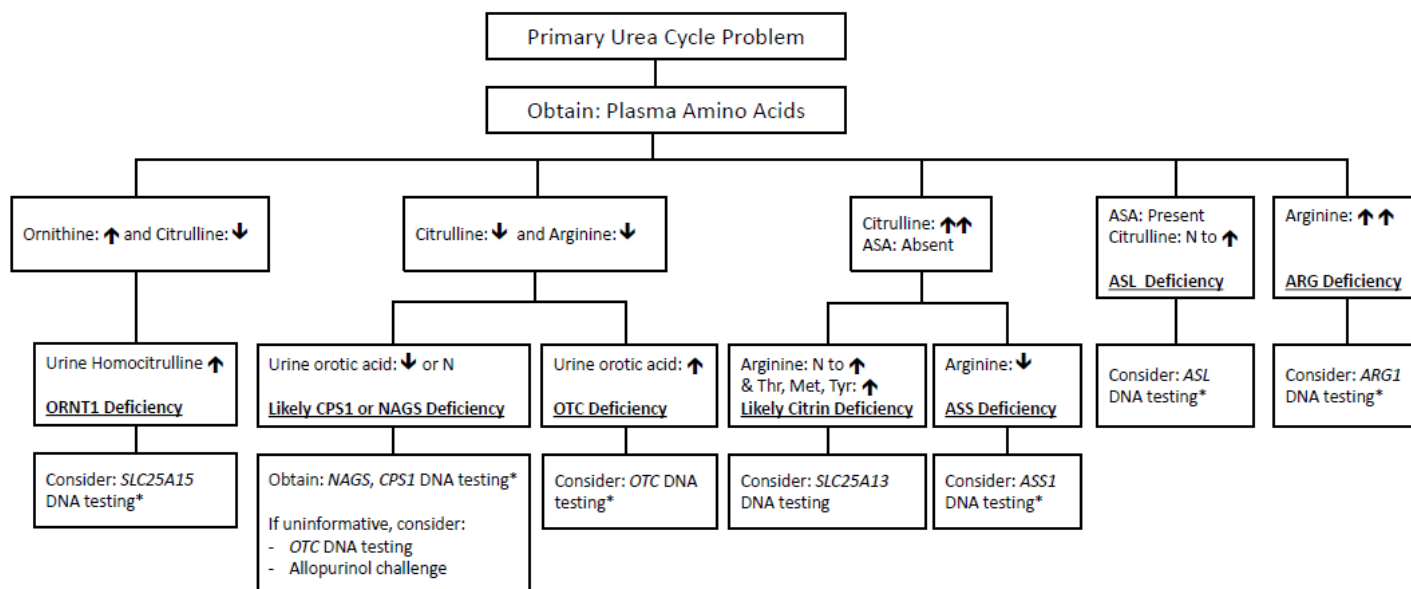 Primary Urea Cycle Problem
Obtain: Plasma Amino Acids
Ornithine: 🡹 and Citrulline: 🡻
Citrulline: 🡻 and Arginine: 🡻
Citrulline: 🡹🡹
ASA: Absent
ASA: Present
Citrulline: N to 🡹
ASL Deficiency
Arginine: 🡹 🡹
ARG Deficiency
Urine Homocitrulline 🡹
ORNT1 Deficiency
Urine orotic acid: 🡻 or N
Likely CPS1 or NAGS Deficiency
Urine orotic acid: 🡹
OTC Deficiency
Arginine: N to 🡹
& Thr, Met, Tyr: 🡹
Likely Citrin Deficiency
Arginine: 🡻
ASS Deficiency
Consider: ASL
DNA testing*
Consider: ARG1
DNA testing*
Consider: SLC25A15
DNA testing*
Obtain: NAGS, CPS1 DNA testing*
If uninformative, consider:
- OTC DNA testing
- Allopurinol challenge
Consider: OTC DNA
testing*
Consider: SLC25A13
DNA testing
Consider: ASS1
DNA testing*